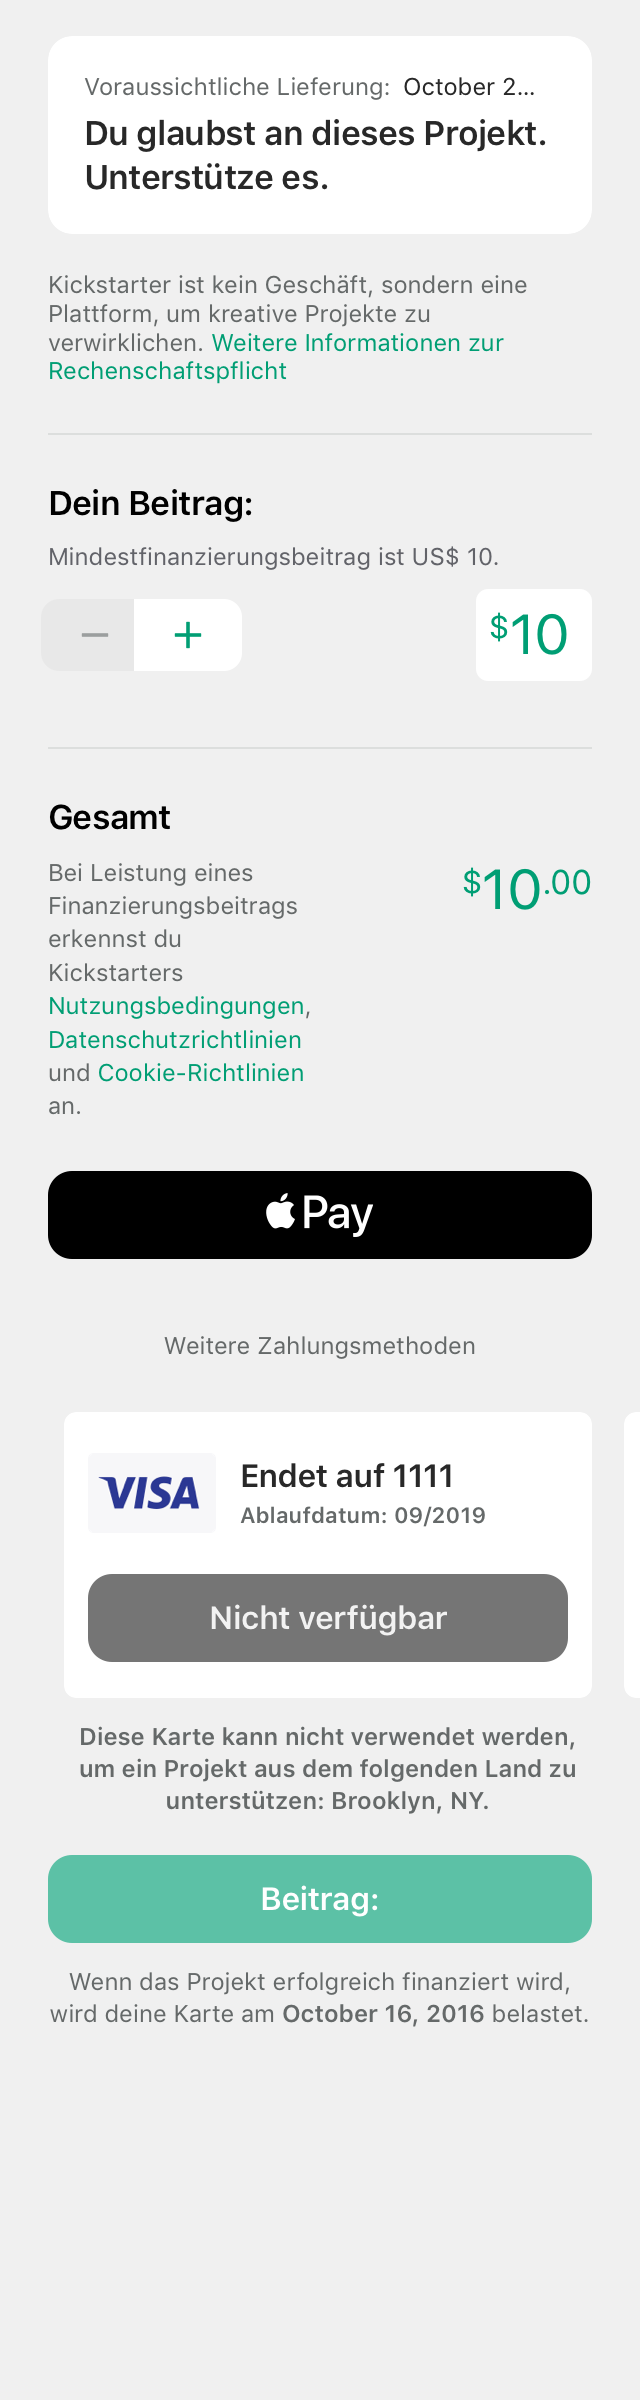 Voraussichtliche Lieferung: October 2...
Du glaubst an dieses Projekt.
Unterstütze es.
Kickstarter ist kein Geschäft, sondern eine
Plattform, um kreative Projekte zu
verwirklichen. Weitere Informationen zur
Rechenschaftspflicht
Dein Beitrag:
Mindestfinanzierungsbeitrag ist US$ 10.
− +
$10
Gesamt
Bei Leistung eines
Finanzierungsbeitrags
erkennst du
Kickstarters
Nutzungsbedingungen,
Datenschutzrichtlinien
und Cookie-Richtlinien
an.
$10.00
Pay
Weitere Zahlungsmethoden
VISA
Endet auf 1111
Ablaufdatum: 09/2019
Nicht verfügbar
Diese Karte kann nicht verwendet werden,
um ein Projekt aus dem folgenden Land zu
unterstützen: Brooklyn, NY.
Beitrag:
Wenn das Projekt erfolgreich finanziert wird,
wird deine Karte am October 16, 2016 belastet.